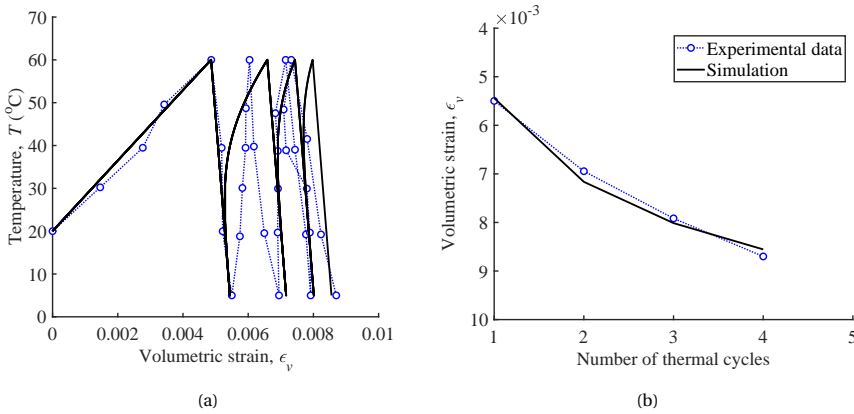 70
60
50
40
30
20
10
0
Temperature, T (°C)
0 0.002 0.004 0.006 0.008 0.01
Volumetric strain, ϵv
(a)
×10⁻³
4
5
6
7
8
9
10
Volumetric strain, ϵv
Experimental data
Simulation
1 2 3 4 5
Number of thermal cycles
(b)